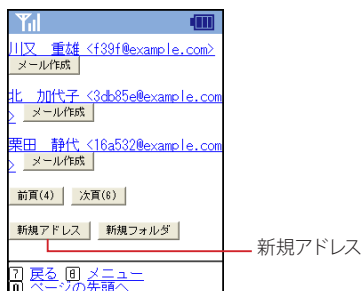 川又 重雄 <f39f@example.com>
メール作成
北 加代子 <3db85e@example.com
>
メール作成
栗田 静代 <16a532@example.com
>
メール作成
前頁(4) 次頁(6)
新規アドレス 新規フォルダ
新規アドレス
7 戻る 8 メニュー
0 ページの先頭へ